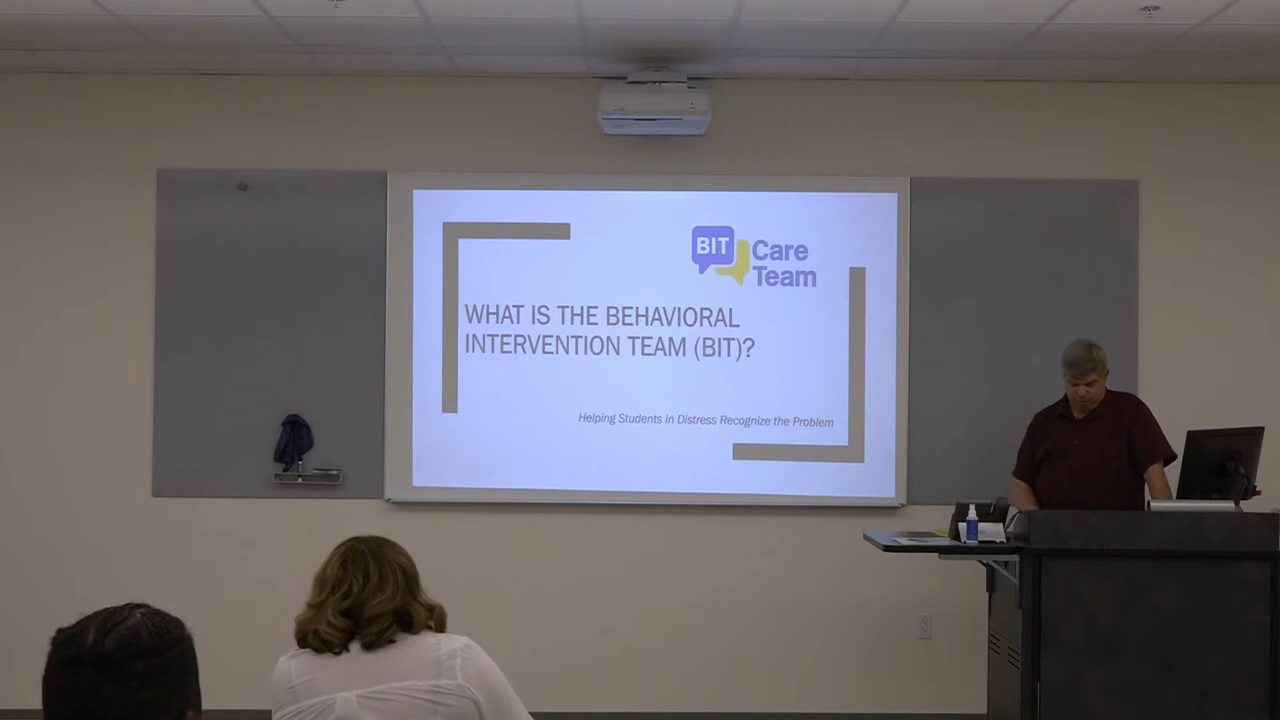 BIT
Care
Team
WHAT IS THE BEHAVIORAL
INTERVENTION TEAM (BIT)?
Helping Students in Distress Recognize the Problem